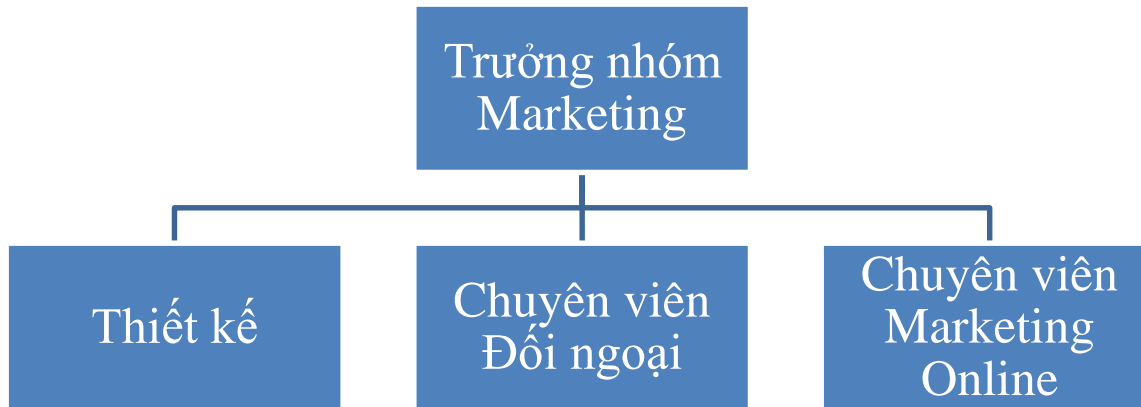 Trưởng nhóm
Marketing
Thiết kế
Chuyên viên
Đối ngoại
Chuyên viên
Marketing
Online